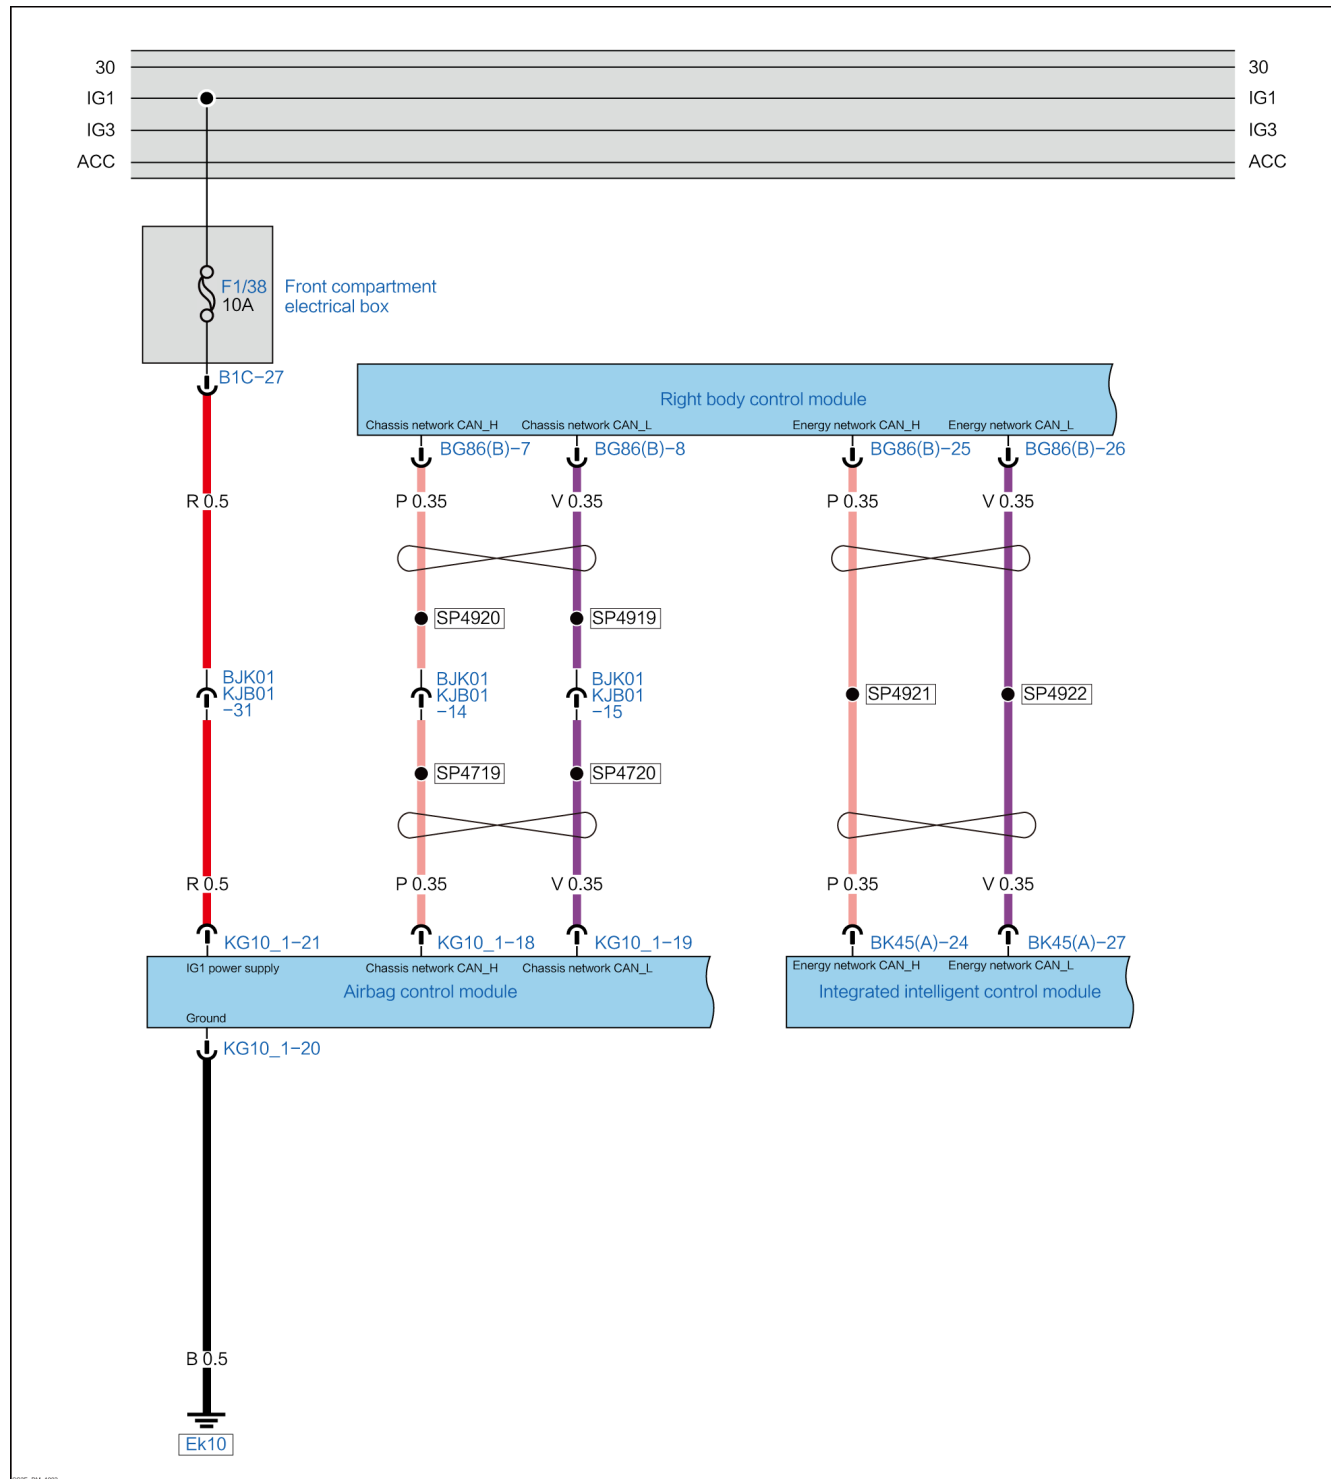 30 30
IG1 IG1
IG3 IG3
ACC ACC
F1/38
10A
Front compartment
electrical box
B1C-27
Right body control module
Chassis network CAN_H Chassis network CAN_L Energy network CAN_H Energy network CAN_L
BG86(B)-7 BG86(B)-8 BG86(B)-25 BG86(B)-26
R 0.5 P 0.35 V 0.35 P 0.35 V 0.35
SP4920 SP4919
BJK01 BJK01 BJK01
KJB01 KJB01 KJB01
-31 -14 -15
SP4921 SP4922
SP4719 SP4720
R 0.5 P 0.35 V 0.35 P 0.35 V 0.35
KG10_1-21 KG10_1-18 KG10_1-19 BK45(A)-24 BK45(A)-27
IG1 power supply Chassis network CAN_H Chassis network CAN_L Energy network CAN_H Energy network CAN_L
Airbag control module Integrated intelligent control module
Ground
KG10_1-20
B 0.5
Ek10